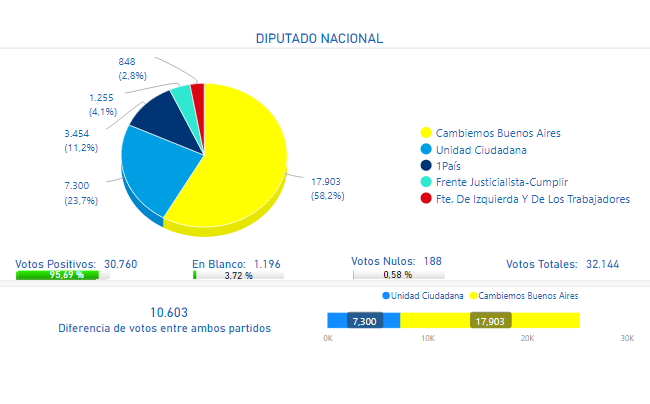 DIPUTADO NACIONAL
848
(2,8%)
1.255
(4,1%)
3.454
(11,2%)
7.300
(23,7%)
17.903
(58,2%)
Cambiemos Buenos Aires
Unidad Ciudadana
1País
Frente Justicialista-Cumplir
Fte. De Izquierda Y De Los Trabajadores
Votos Positivos: 30.760
95,69 %
En Blanco: 1.196
3,72 %
Votos Nulos: 188
0,58 %
Votos Totales: 32.144
10.603
Diferencia de votos entre ambos partidos
Unidad Ciudadana Cambiemos Buenos Aires
7,300 17,903
0K 10K 20K 30K